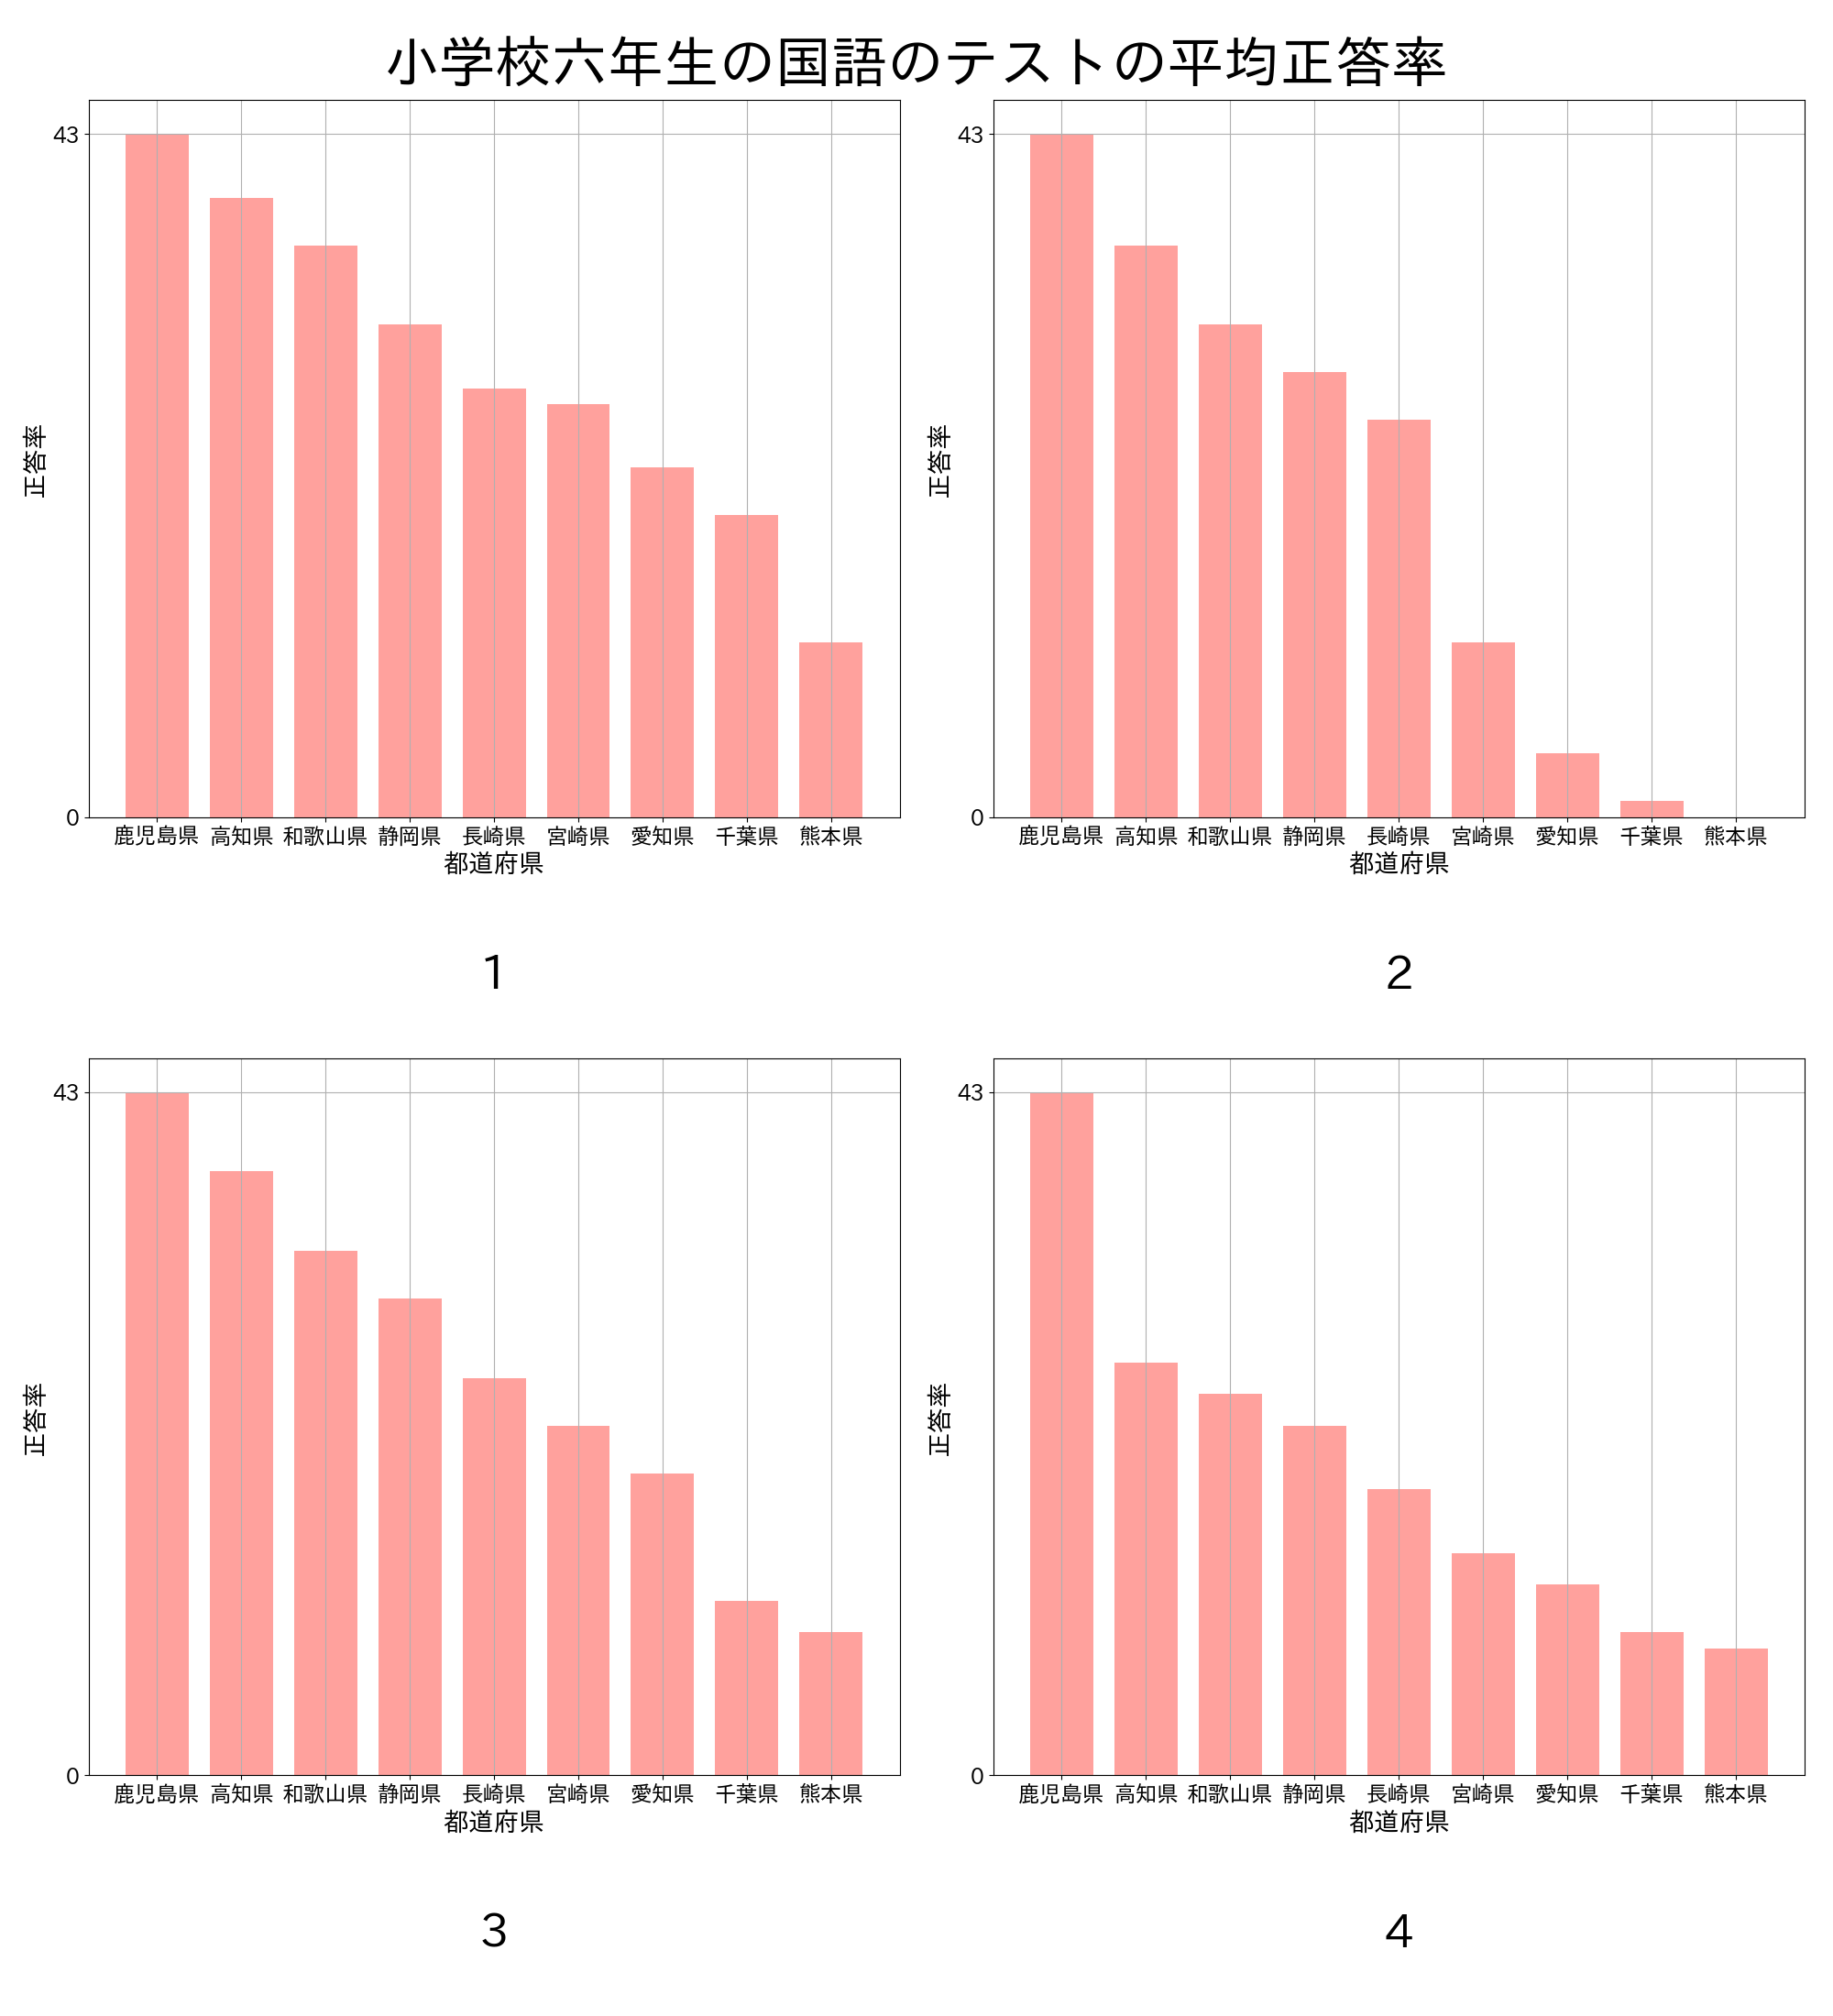 小学校六年生の国語のテストの平均正答率
43
0
正答率
鹿児島県 高知県 和歌山県 静岡県 長崎県 宮崎県 愛知県 千葉県 熊本県
都道府県
1
43
0
正答率
鹿児島県 高知県 和歌山県 静岡県 長崎県 宮崎県 愛知県 千葉県 熊本県
都道府県
2
43
0
正答率
鹿児島県 高知県 和歌山県 静岡県 長崎県 宮崎県 愛知県 千葉県 熊本県
都道府県
3
43
0
正答率
鹿児島県 高知県 和歌山県 静岡県 長崎県 宮崎県 愛知県 千葉県 熊本県
都道府県
4